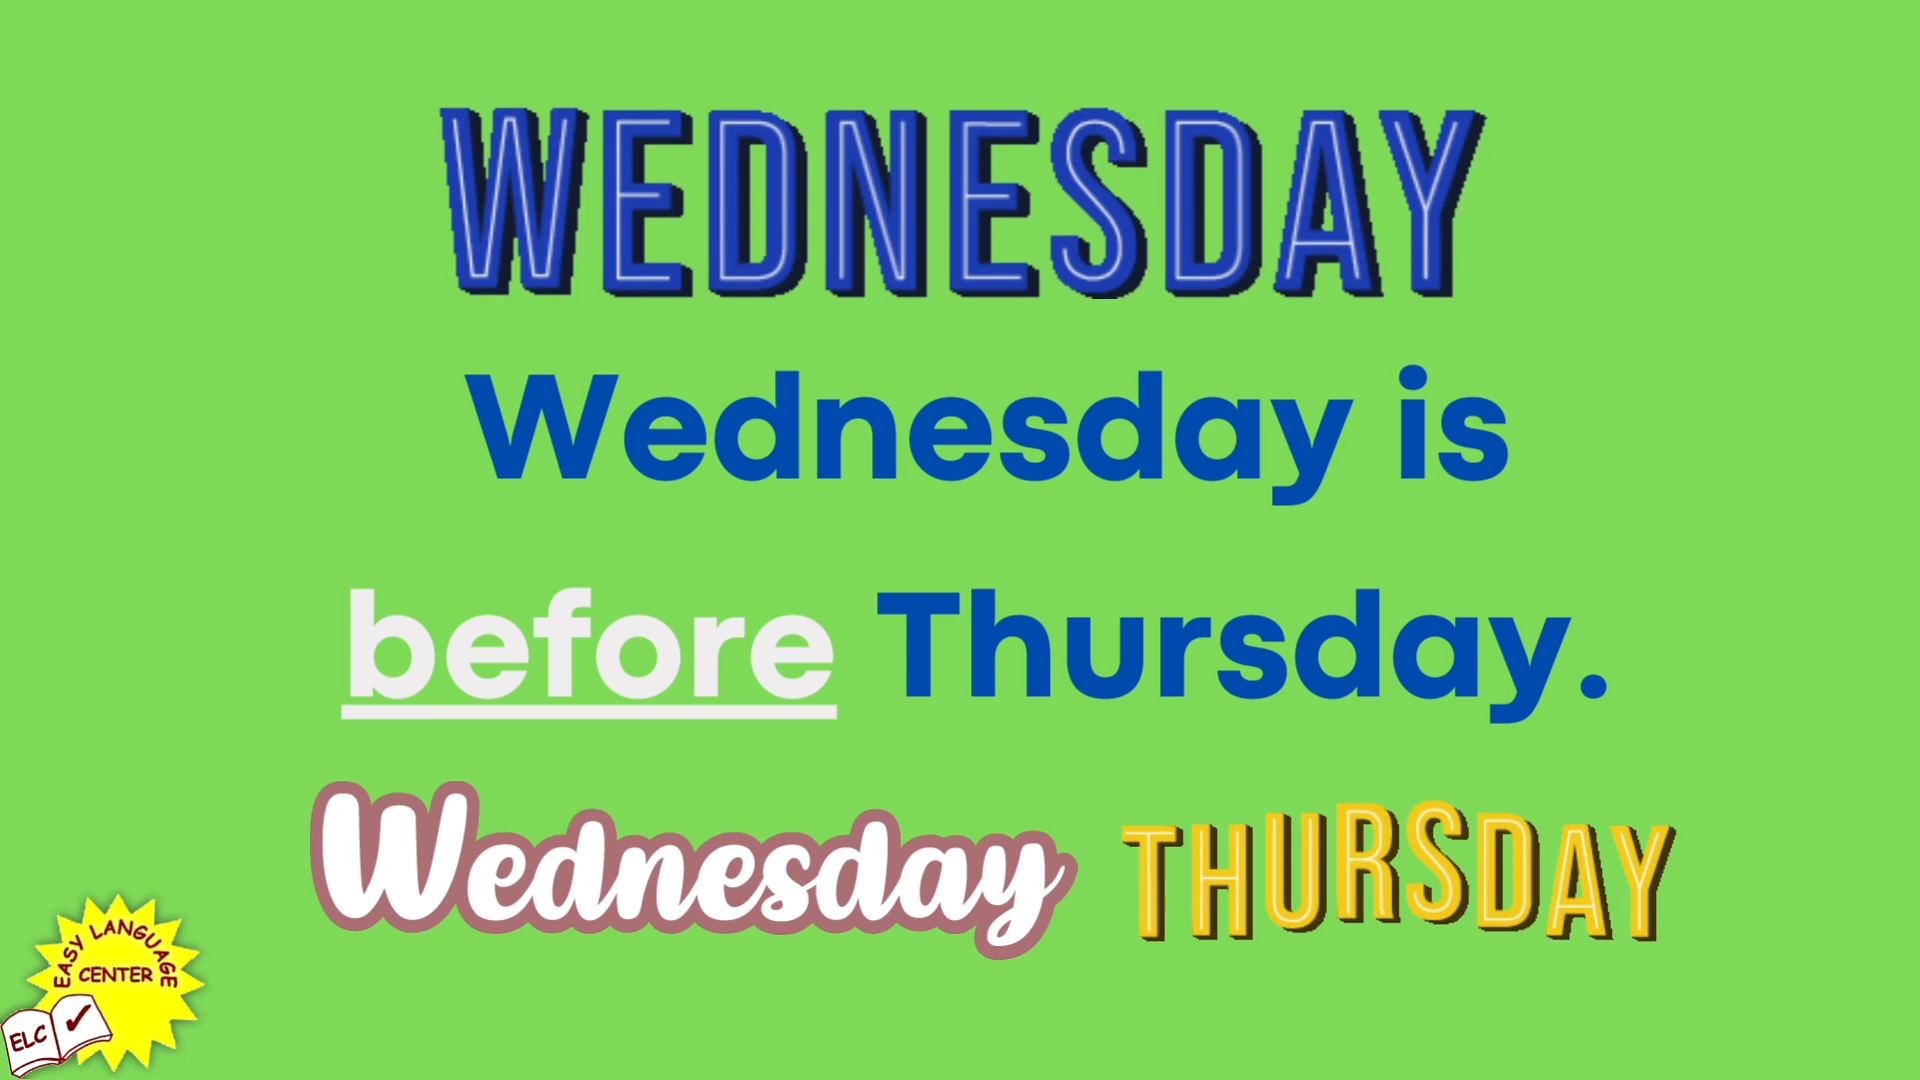 WEDNESDAY
Wednesday is
before Thursday.
Wednesday THURSDAY
EASY LANGUAGE
CENTER
ELC